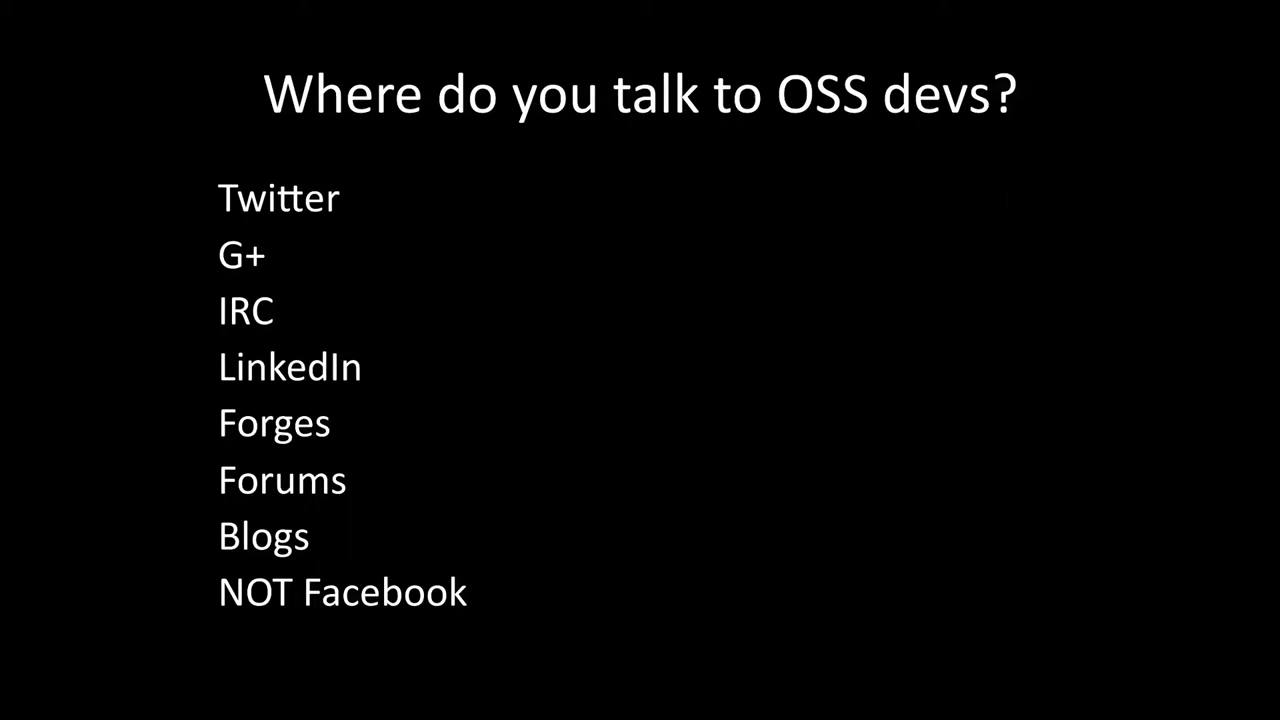 Where do you talk to OSS devs?
Twitter
G+
IRC
LinkedIn
Forges
Forums
Blogs
NOT Facebook